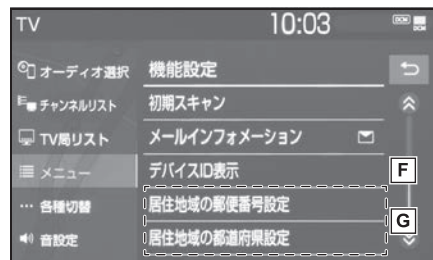 TV 10:03 DCM DCM
オーディオ選択
チャンネルリスト
TV局リスト
メニュー
各種切替
音設定
機能設定
初期スキャン
メールインフォメーション
デバイスID表示
居住地域の郵便番号設定
居住地域の都道府県設定
F
G